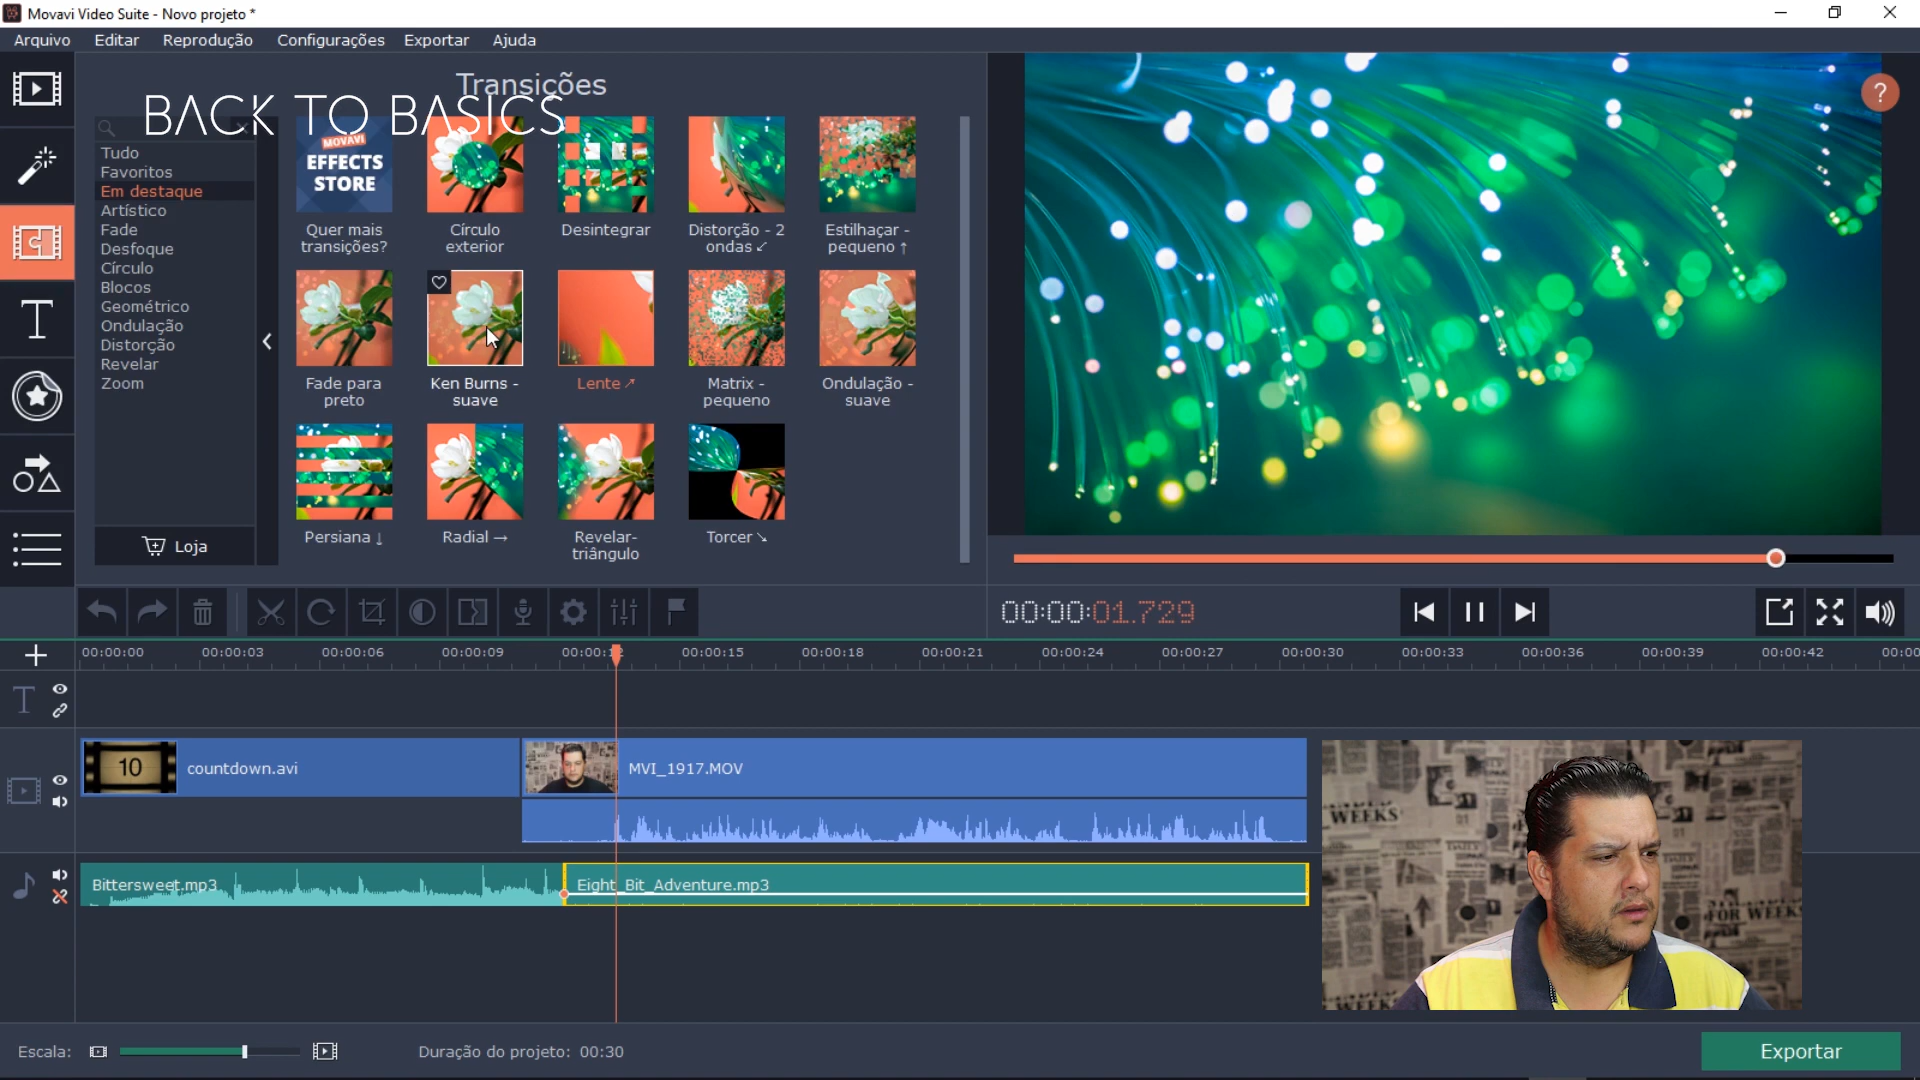 Movavi Video Suite - Novo projeto *
Arquivo Editar Reprodução Configurações Exportar Ajuda
Transições
BACK TO BASICS
?
Tudo
Favoritos
Em destaque
Artístico
Fade
Desfoque
Círculo
Blocos
Geométrico
Ondulação
Distorção
Revelar
Zoom
Loja
MOVAVI
EFFECTS
STORE
Quer mais
transições?
Círculo
exterior
Desintegrar
Distorção - 2
ondas ↙
Estilhaçar -
pequeno ↑
Fade para
preto
Ken Burns -
suave
Lente ↗
Matrix -
pequeno
Ondulação -
suave
Persiana ↓
Radial →
Revelar-
triângulo
Torcer ↘
00:00:01.729
00:00:00 00:00:03 00:00:06 00:00:09 00:00:15 00:00:18 00:00:21 00:00:24 00:00:27 00:00:30 00:00:33 00:00:36 00:00:39 00:00:42
T
10
countdown.avi
MVI_1917.MOV
Bittersweet.mp3
Eight_Bit_Adventure.mp3
WEEKS
FOR WEEKS
Escala:
Duração do projeto: 00:30
Exportar